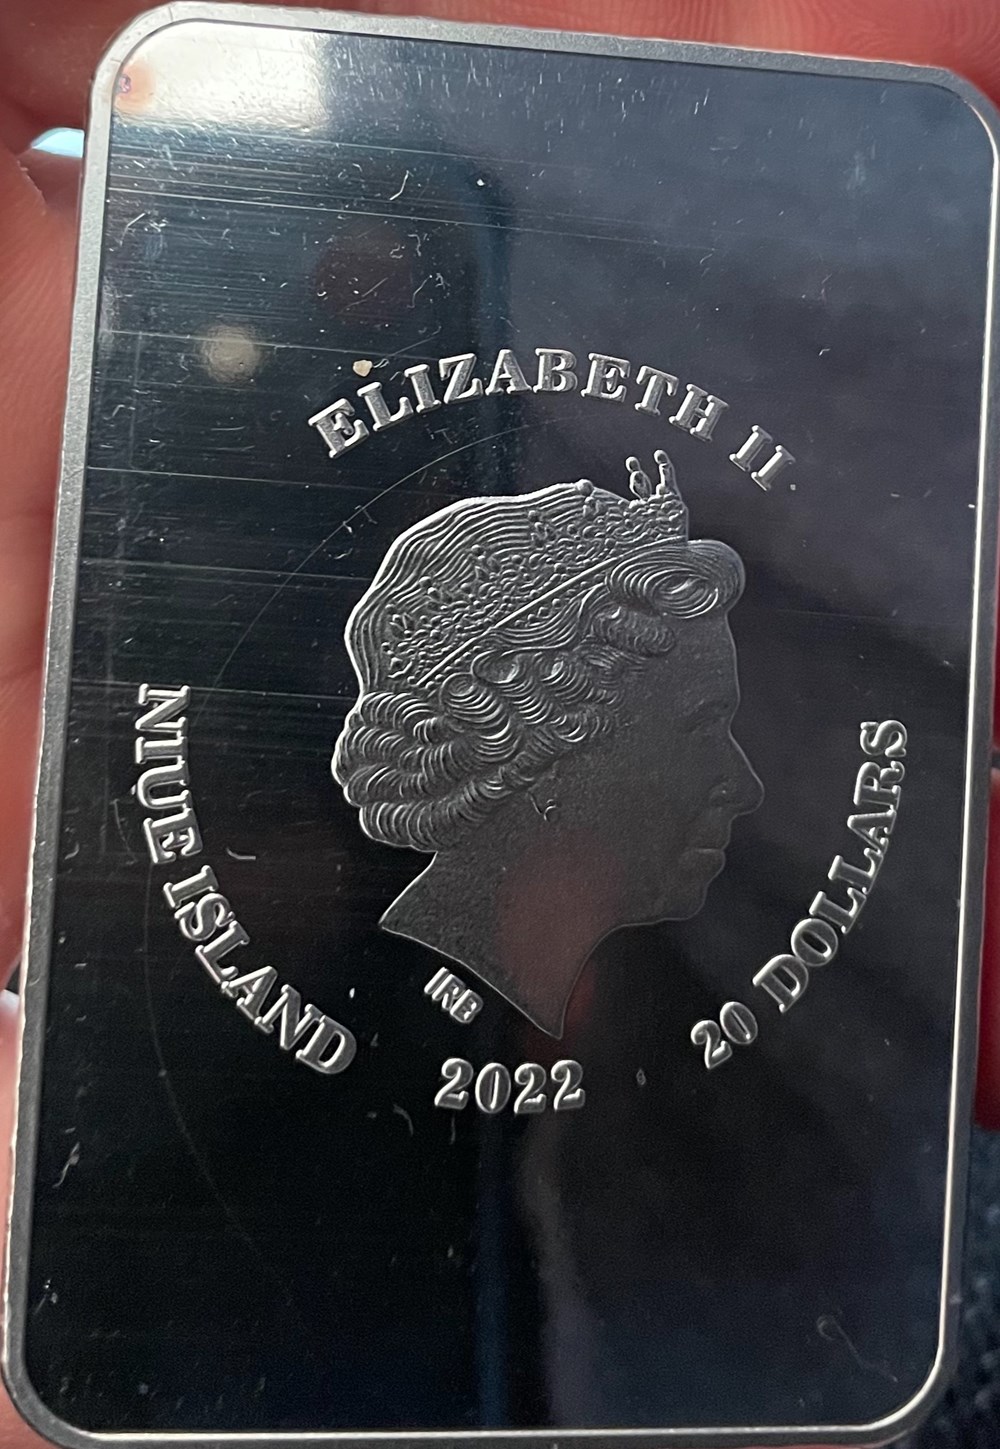 ELIZABETH II
NIUE ISLAND
IRB
2022
20 DOLLARS